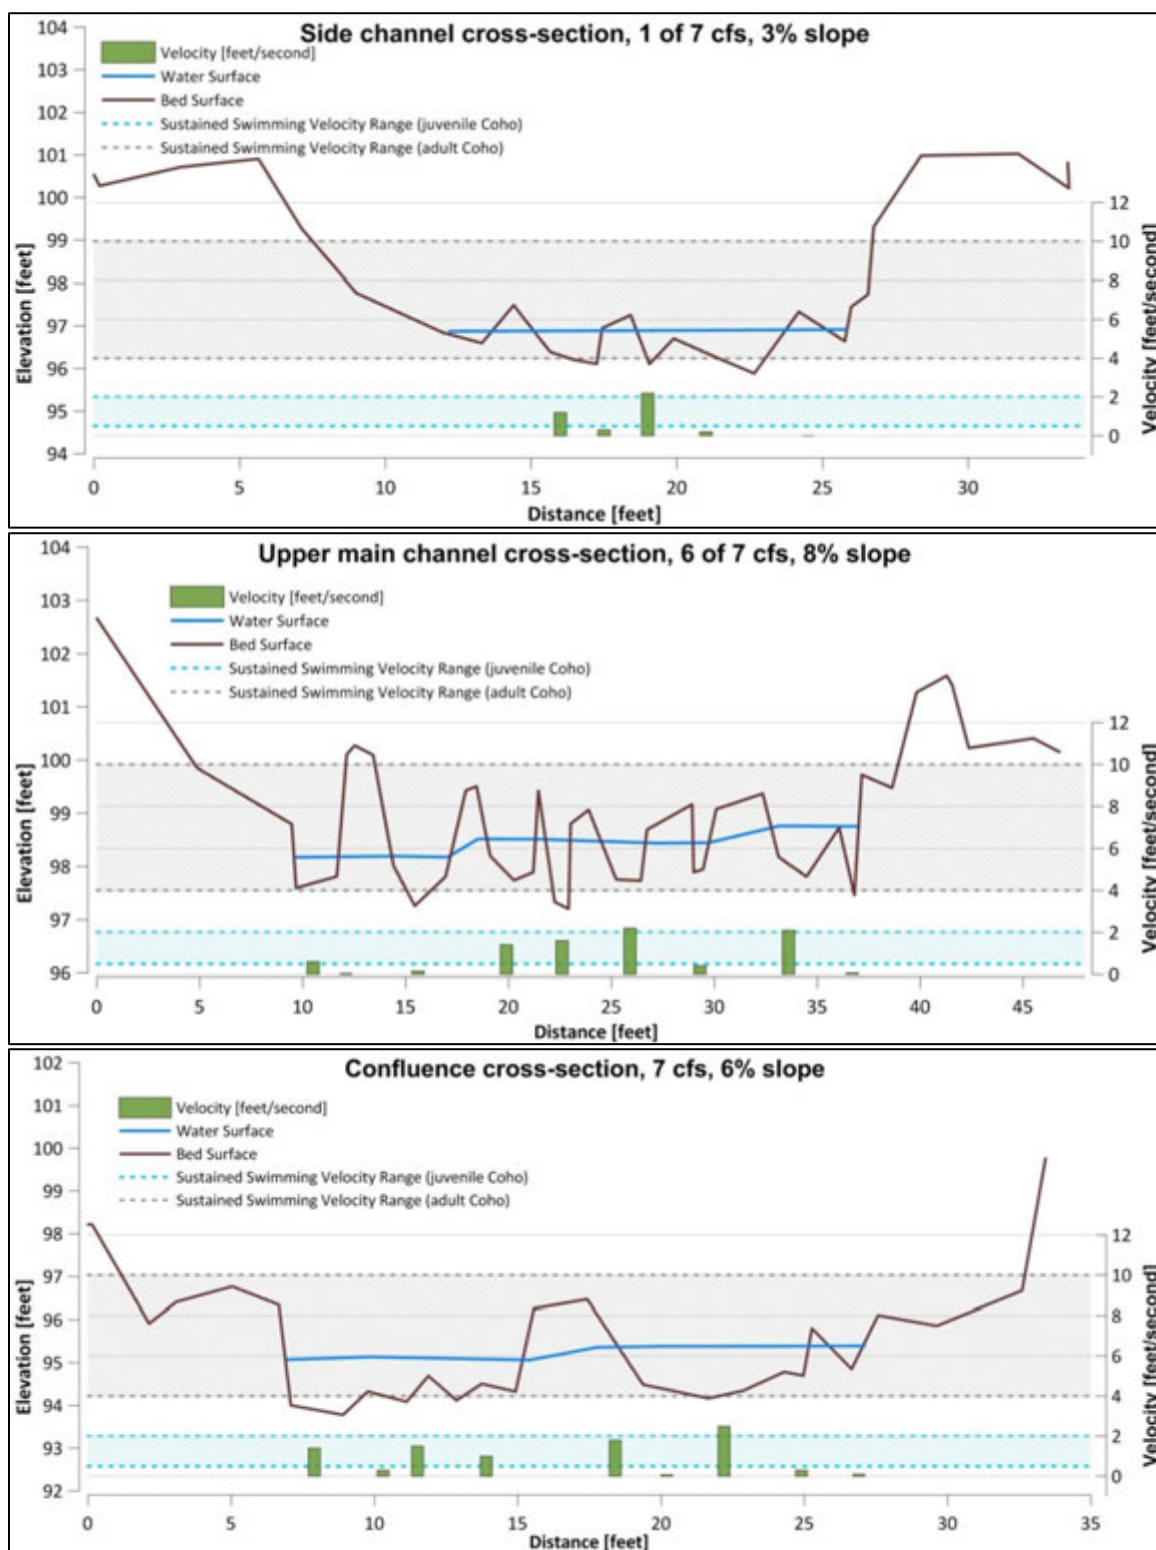 Side channel cross-section, 1 of 7 cfs, 3% slope
Velocity [feet/second]
Water Surface
Bed Surface
Sustained Swimming Velocity Range (juvenile Coho)
Sustained Swimming Velocity Range (adult Coho)
104
103
102
101
100
99
98
97
96
95
94
Elevation [feet]
12
10
8
6
4
2
0
Velocity [feet/second]
0 5 10 15 20 25 30
Distance [feet]
Upper main channel cross-section, 6 of 7 cfs, 8% slope
Velocity [feet/second]
Water Surface
Bed Surface
Sustained Swimming Velocity Range (juvenile Coho)
Sustained Swimming Velocity Range (adult Coho)
104
103
102
101
100
99
98
97
96
Elevation [feet]
12
10
8
6
4
2
0
Velocity [feet/second]
0 5 10 15 20 25 30 35 40 45
Distance [feet]
Confluence cross-section, 7 cfs, 6% slope
Velocity [feet/second]
Water Surface
Bed Surface
Sustained Swimming Velocity Range (juvenile Coho)
Sustained Swimming Velocity Range (adult Coho)
102
101
100
99
98
97
96
95
94
93
92
Elevation [feet]
12
10
8
6
4
2
0
Velocity [feet/second]
0 5 10 15 20 25 30 35
Distance [feet]